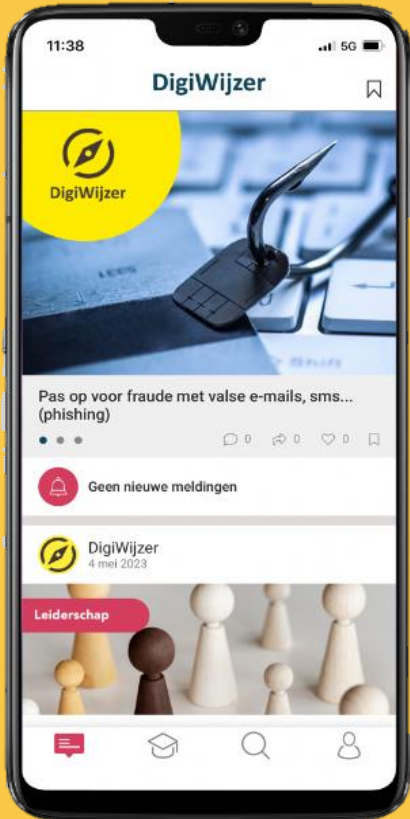 11:38
5G
DigiWijzer
DigiWijzer
Pas op voor fraude met valse e-mails, sms...
(phishing)
0 0 0
Geen nieuwe meldingen
DigiWijzer
4 mei 2023
Leiderschap